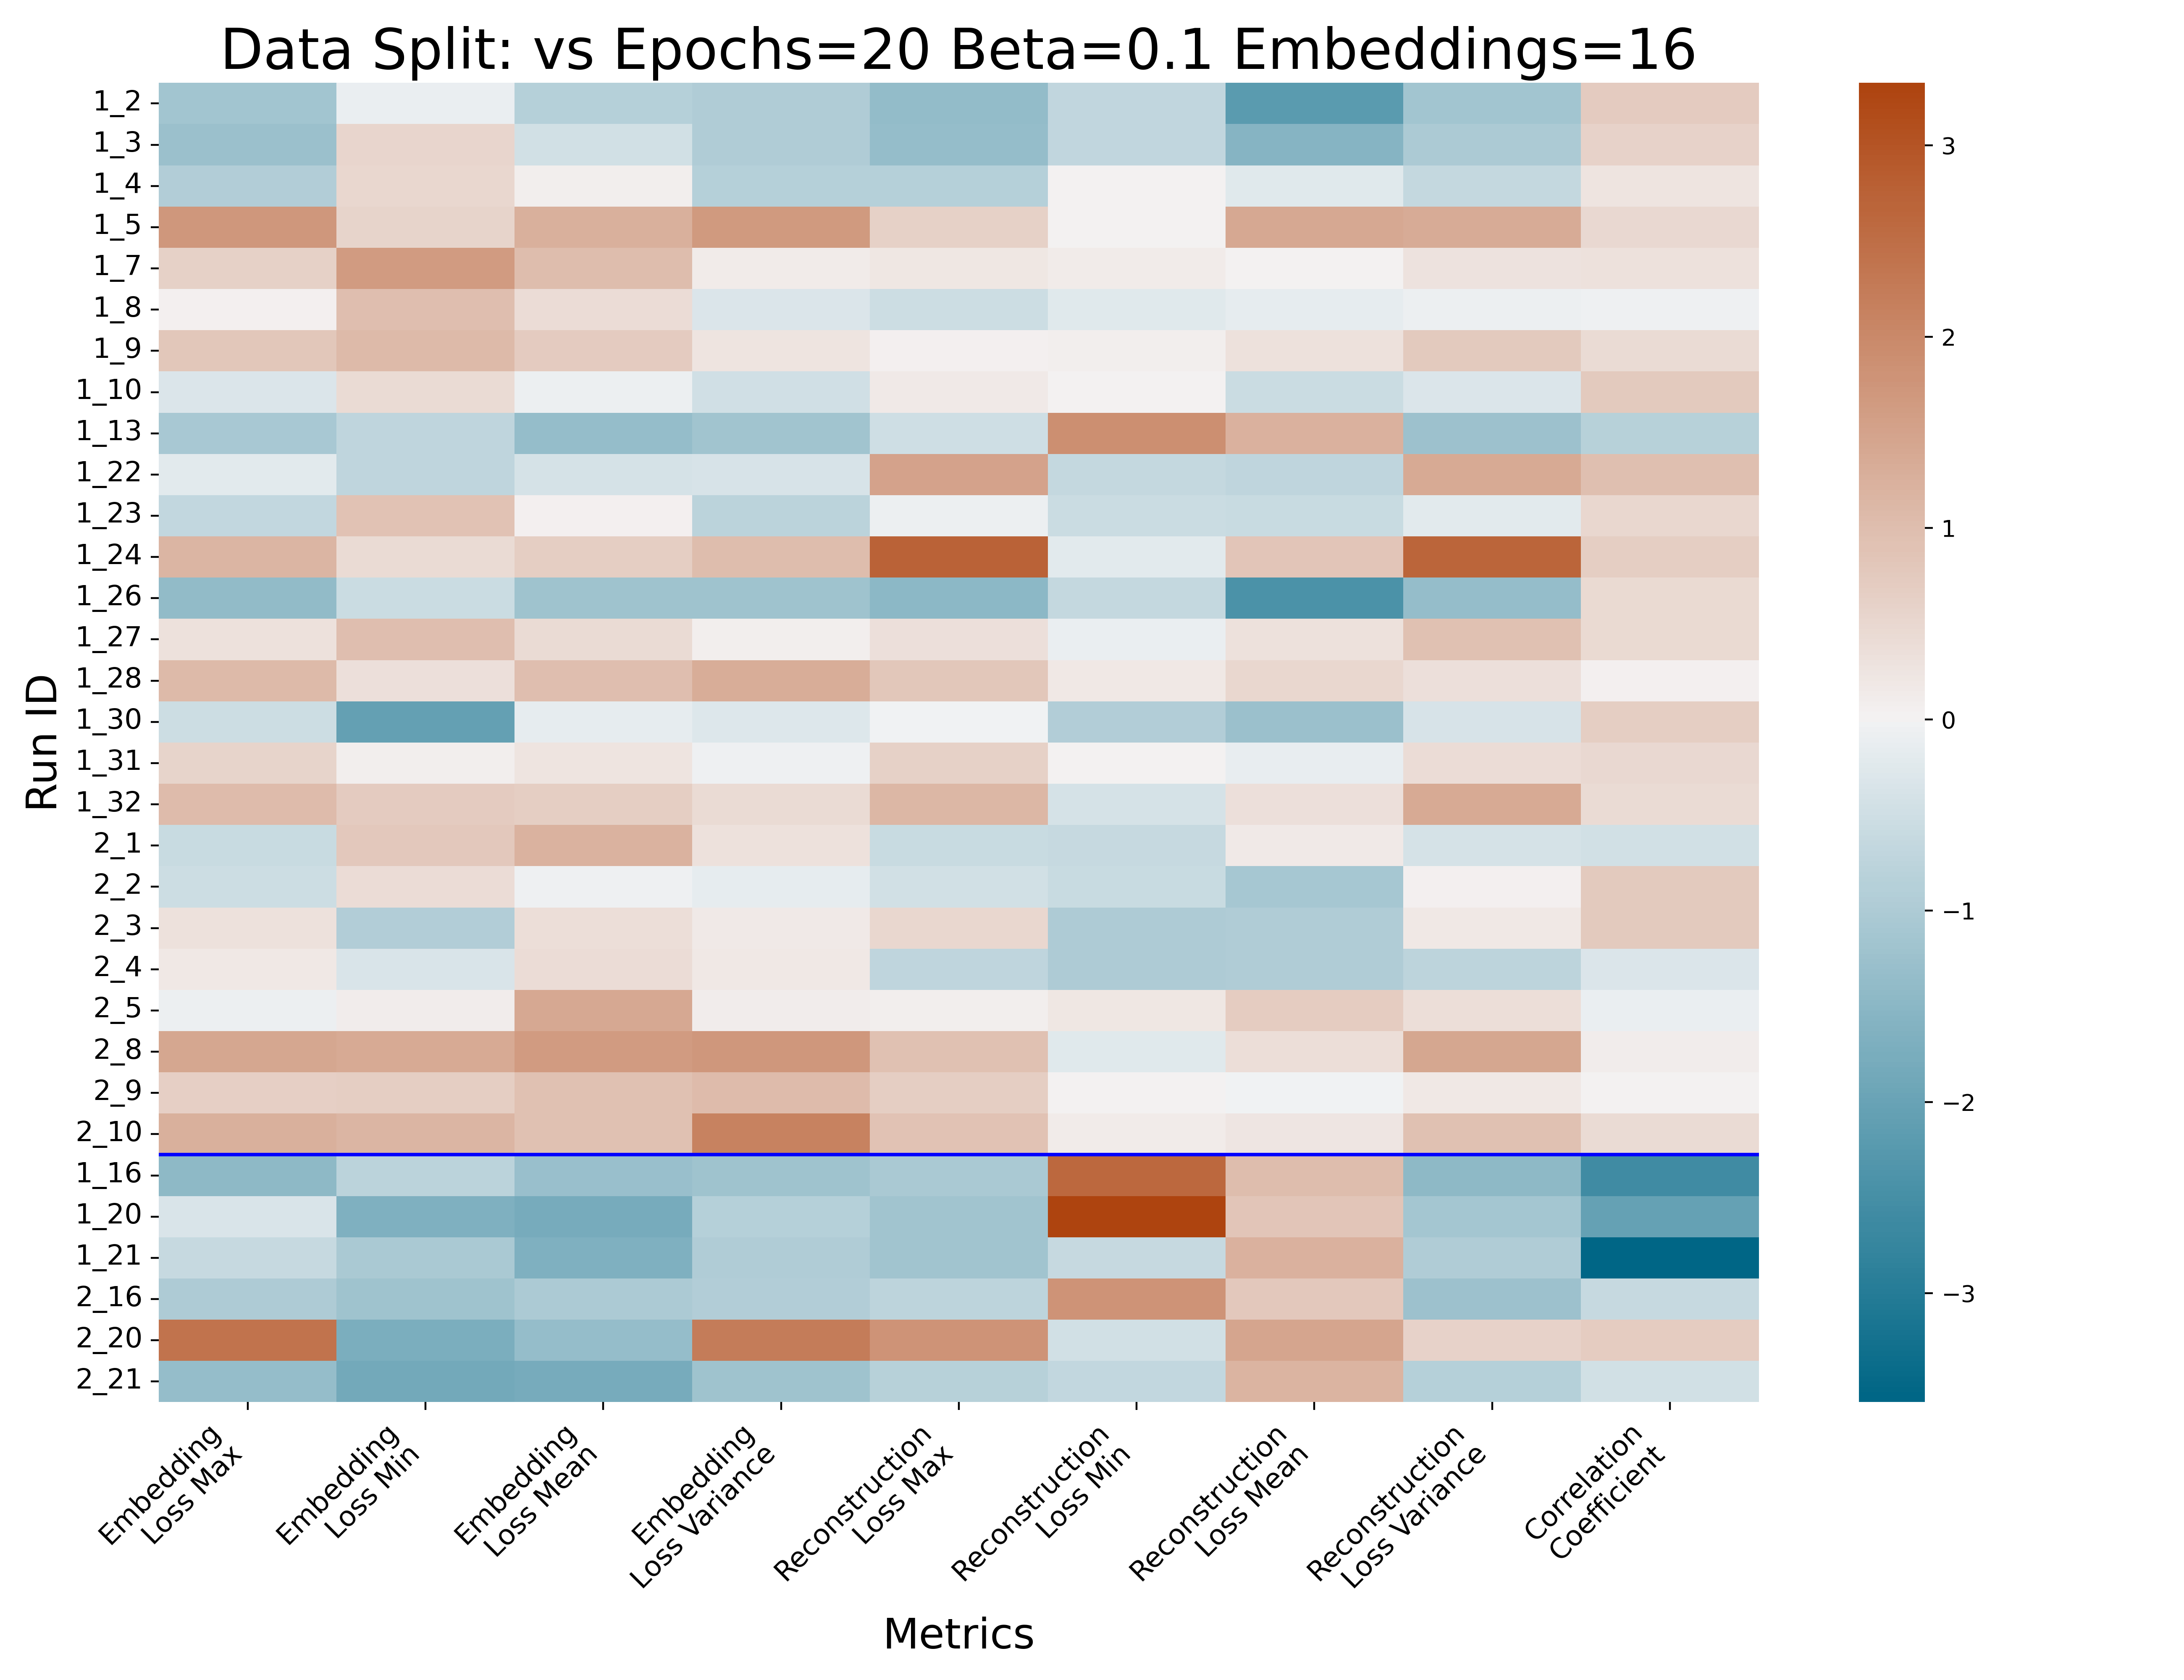 Data Split: vs Epochs=20 Beta=0.1 Embeddings=16
Run ID
1_2
1_3
1_4
1_5
1_7
1_8
1_9
1_10
1_13
1_22
1_23
1_24
1_26
1_27
1_28
1_30
1_31
1_32
2_1
2_2
2_3
2_4
2_5
2_8
2_9
2_10
1_16
1_20
1_21
2_16
2_20
2_21
Embedding
Loss Max
Embedding
Loss Min
Embedding
Loss Mean
Embedding
Loss Variance
Reconstruction
Loss Max
Reconstruction
Loss Min
Reconstruction
Loss Mean
Reconstruction
Loss Variance
Correlation
Coefficient
Metrics
3
2
1
0
−1
−2
−3